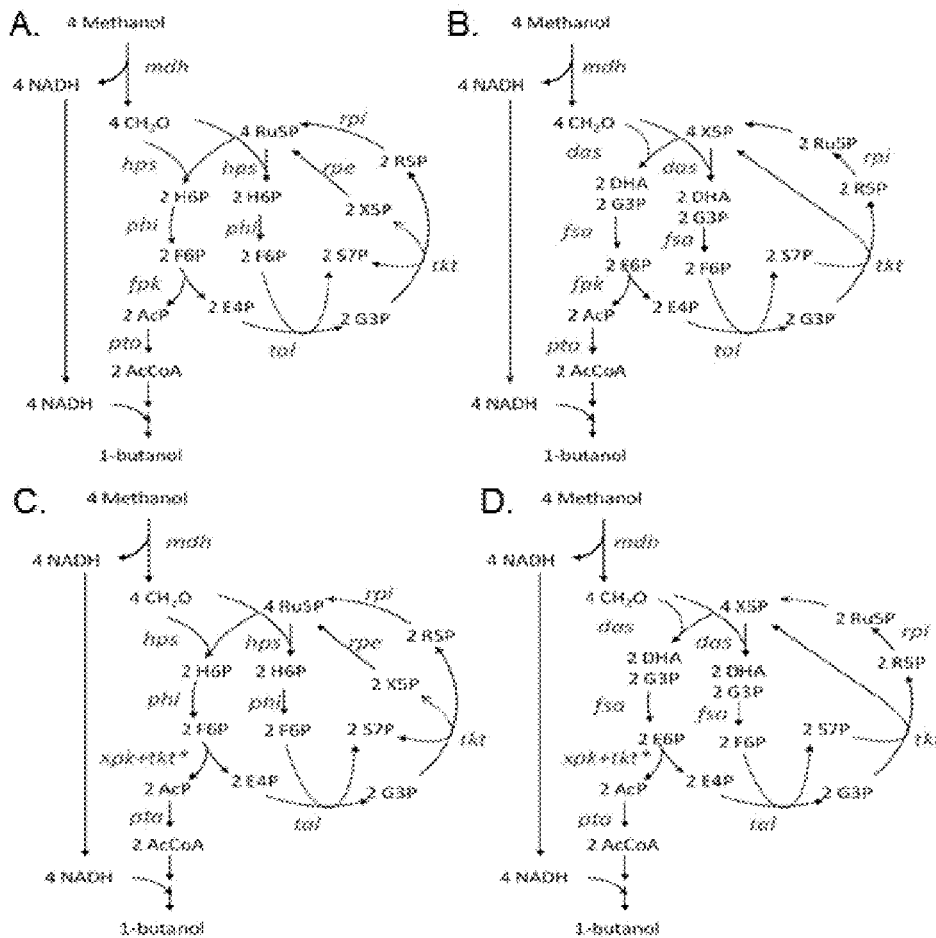 A.
4 Methanol
mdh
4 NADH
4 CH2O
4 Ru5P
rpi
hps
hps
rpe
2 R5P
2 H6P
2 H6P
2 X5P
phi
phi
2 F6P
2 F6P
2 S7P
tkt
fpk
2 AcP
2 E4P
2 G3P
tal
pta
2 AcCoA
4 NADH
1-butanol
B.
4 Methanol
mdh
4 NADH
4 CH2O
4 X5P
2 Ru5P
das
das
rpi
2 DHA
2 DHA
2 R5P
2 G3P
2 G3P
fsa
fsa
2 F6P
2 F6P
2 S7P
tkt
fpk
2 AcP
2 E4P
2 G3P
tal
pta
2 AcCoA
4 NADH
1-butanol
C.
4 Methanol
mdh
4 NADH
4 CH2O
4 Ru5P
rpi
hps
hps
rpe
2 R5P
2 H6P
2 H6P
2 X5P
phi
phi
2 F6P
2 F6P
2 S7P
tkt
xpk+tkt*
2 AcP
2 E4P
2 G3P
tal
pta
2 AcCoA
4 NADH
1-butanol
D.
4 Methanol
mdh
4 NADH
4 CH2O
4 X5P
2 Ru5P
das
das
rpi
2 DHA
2 DHA
2 R5P
2 G3P
2 G3P
fsa
fsa
2 F6P
2 F6P
2 S7P
tkt
xpk+tkt*
2 AcP
2 E4P
2 G3P
tal
pta
2 AcCoA
4 NADH
1-butanol